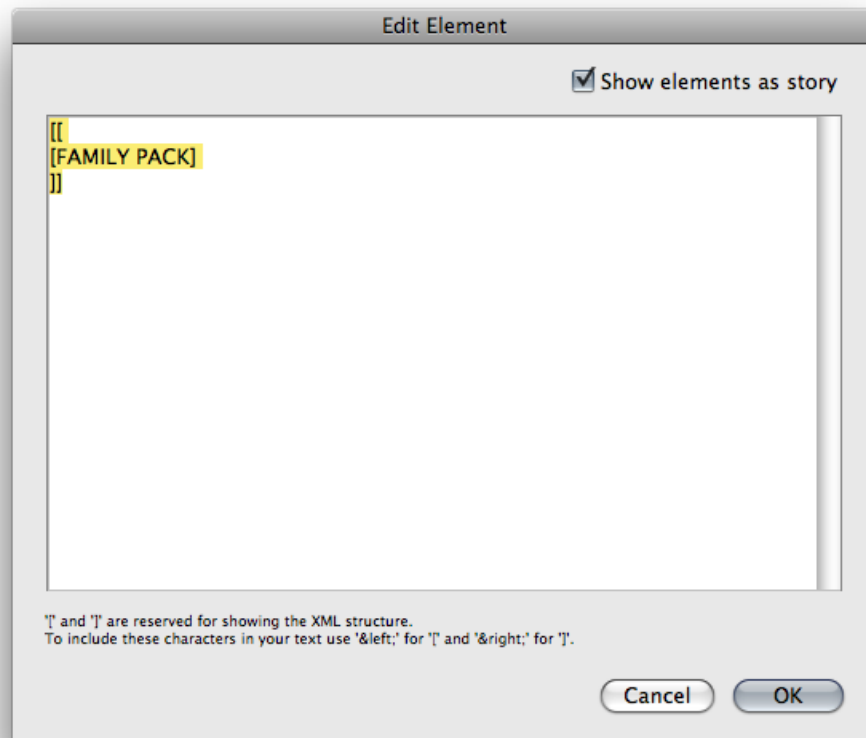 Edit Element
Show elements as story
[[
[FAMILY PACK]
]]
'[' and ']' are reserved for showing the XML structure.
To include these characters in your text use '&left;' for '[' and '&right;' for ']'.
Cancel
OK